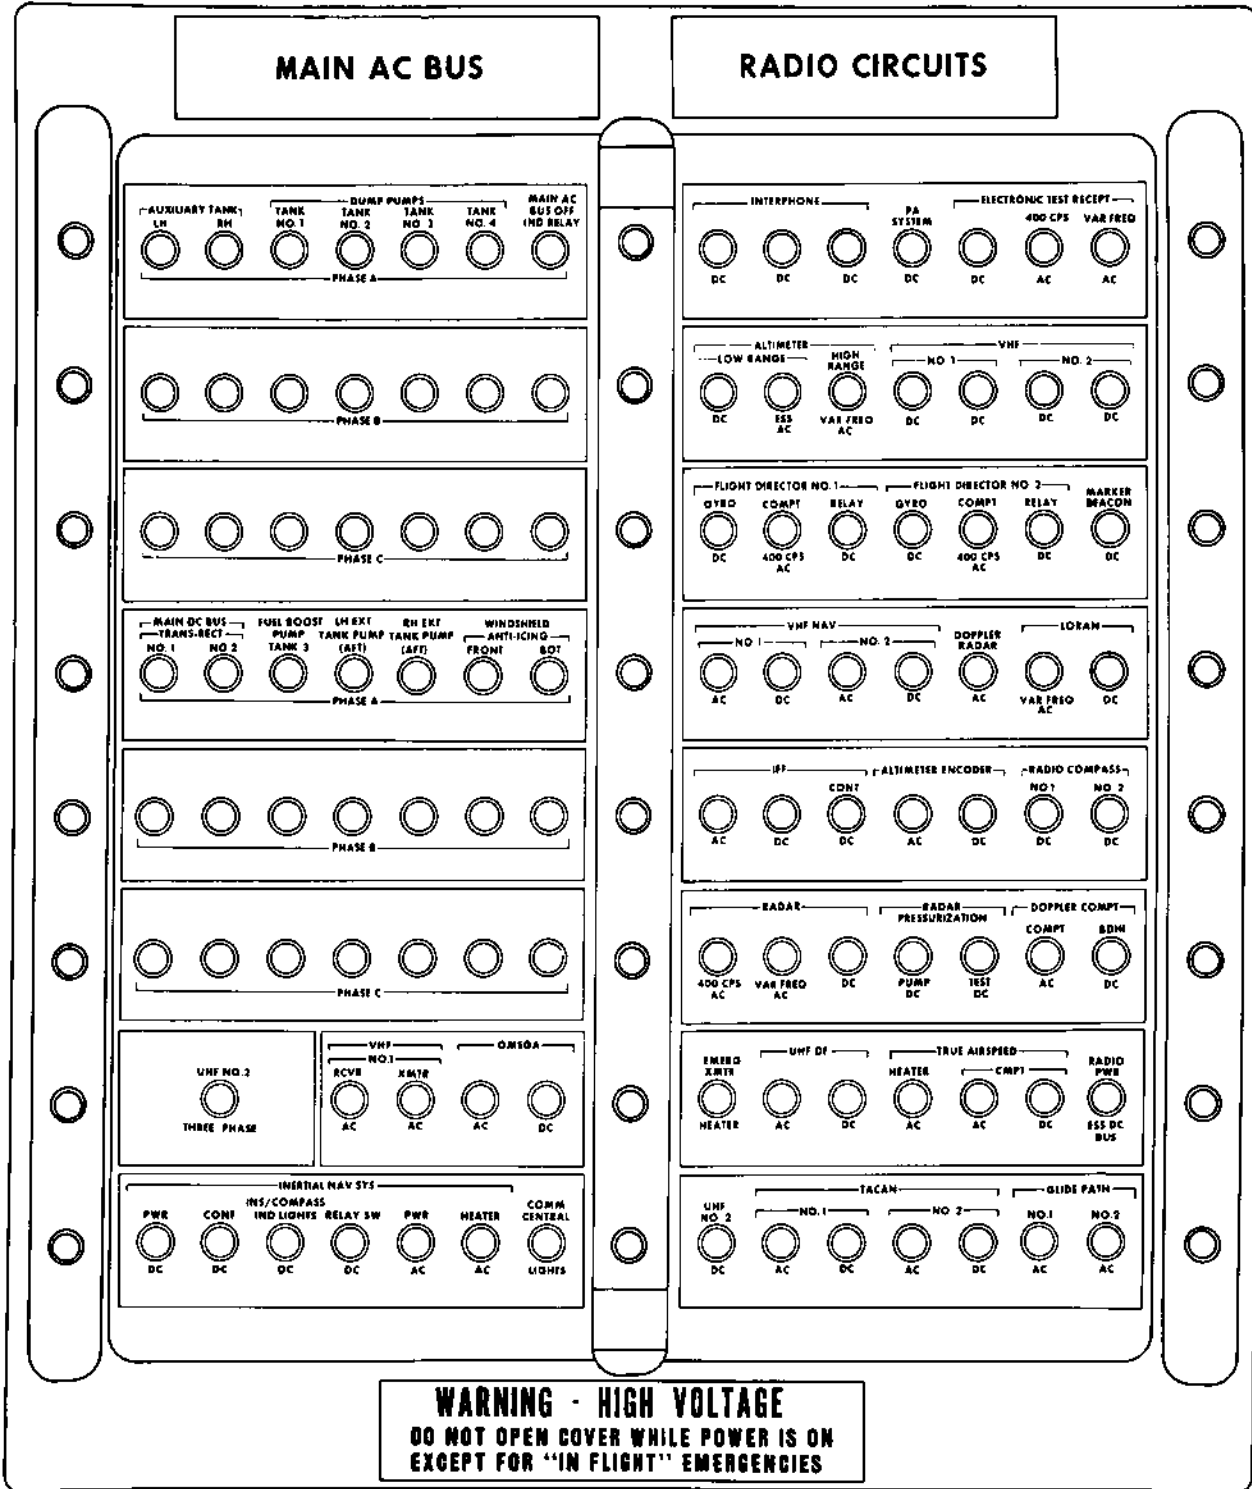 MAIN AC BUS
RADIO CIRCUITS
AUXILIARY TANK
LH RH
DUMP PUMPS
TANK NO. 1
TANK NO. 2
TANK NO. 3
TANK NO. 4
MAIN AC
BUS OFF
IND RELAY
PHASE A
PHASE B
PHASE C
MAIN DC BUS
TRANS-RECT
NO. 1 NO 2
FUEL BOOST
PUMP
TANK 3
LH EXT
TANK PUMP
(AFT)
RH EXT
TANK PUMP
(AFT)
WINDSHIELD
ANTI-ICING
FRONT BOT
PHASE A
PHASE B
PHASE C
UHF NO.2
THREE PHASE
VHF
NO.1
RCVR XMTR
AC AC
OMEGA
AC DC
INERTIAL NAV SYS
PWR
DC
CONT
DC
INS/COMPASS
IND LIGHTS
DC
RELAY SW
DC
PWR
AC
HEATER
AC
COMM
CENTRAL
LIGHTS
INTERPHONE
DC DC DC
PA
SYSTEM
DC
ELECTRONIC TEST RECEPT
400 CPS VAR FREQ
DC AC AC
ALTIMETER
LOW RANGE
DC
ESS
AC
HIGH
RANGE
VAR FREQ
AC
VHF
NO 1
DC DC
NO. 2
DC DC
FLIGHT DIRECTOR NO. 1
GYRO COMPT RELAY
DC 400 CPS DC
AC
FLIGHT DIRECTOR NO 2
GYRO COMPT RELAY
DC 400 CPS DC
AC
MARKER
BEACON
DC
VHF NAV
NO 1
AC DC
NO. 2
AC DC
DOPPLER
RADAR
AC
LORAN
VAR FREQ DC
AC
IFF
CONT
AC DC DC
ALTIMETER ENCODER
AC DC
RADIO COMPASS
NO 1 NO 2
DC DC
RADAR
400 CPS VAR FREQ DC
AC AC
RADAR
PRESSURIZATION
PUMP TEST
DC DC
DOPPLER COMPT
COMPT BDHI
AC DC
EMERG
XMTR
HEATER
UHF DF
AC DC
TRUE AIRSPEED
HEATER
AC
CMPT
AC DC
RADIO
PWR
ESS DC
BUS
UHF
NO. 2
DC
TACAN
NO.1
AC DC
NO 2
AC DC
GLIDE PATH
NO.1 NO.2
AC AC
WARNING - HIGH VOLTAGE
DO NOT OPEN COVER WHILE POWER IS ON
EXCEPT FOR "IN FLIGHT" EMERGENCIES